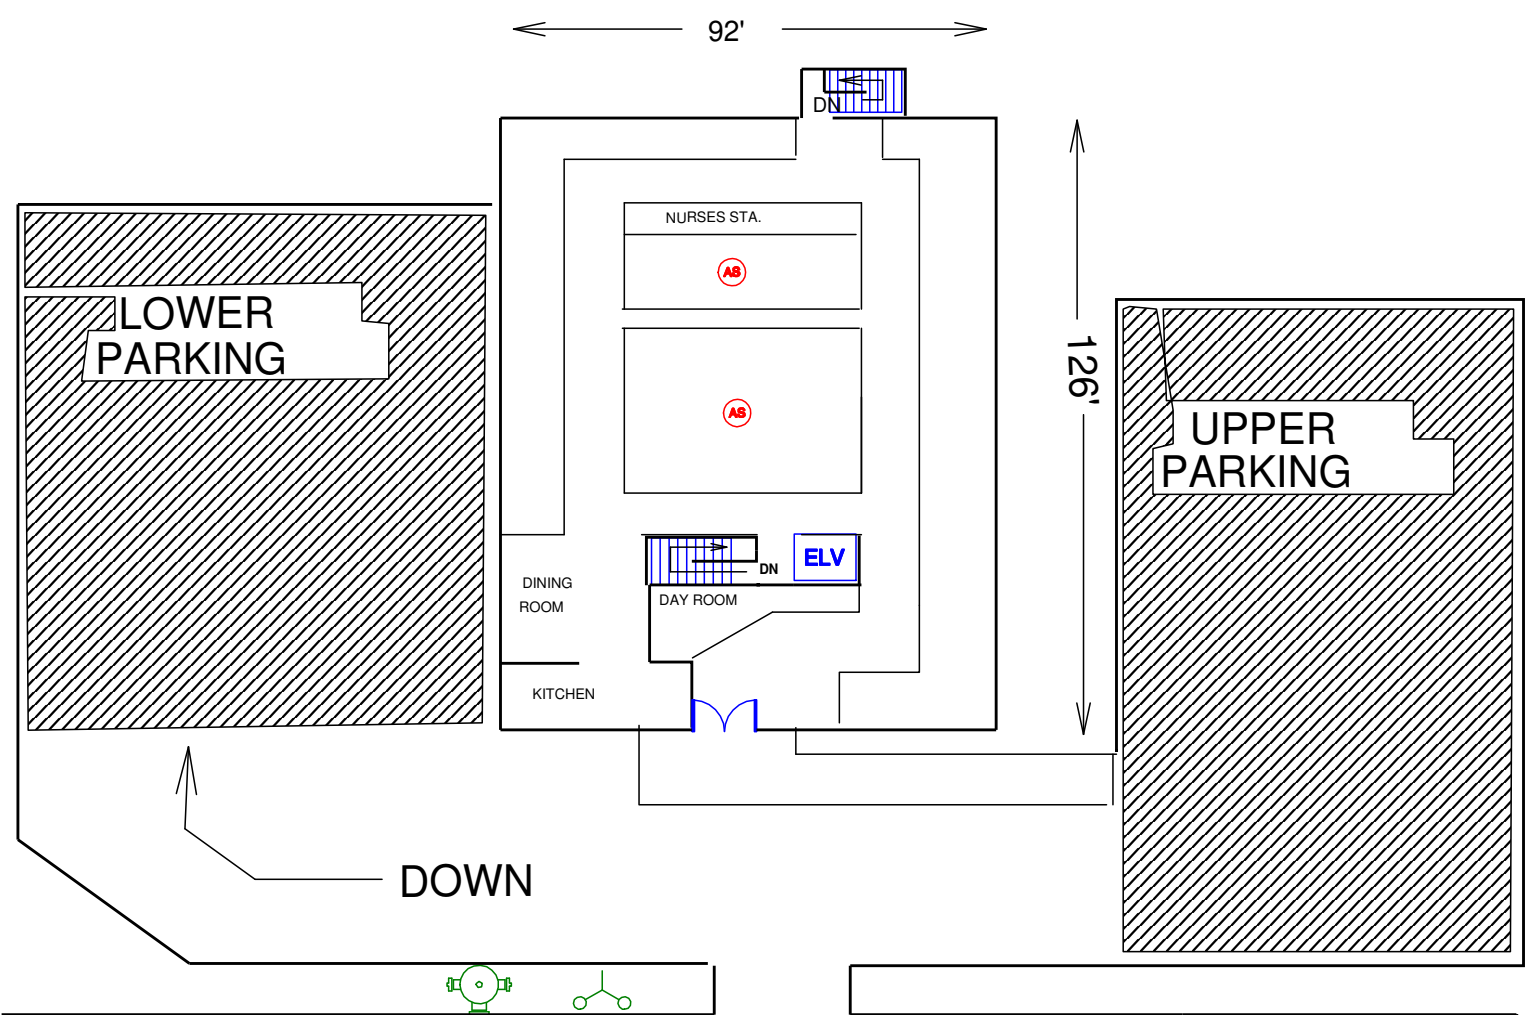 92'
DN
NURSES STA.
AS
LOWER
PARKING
126'
AS
UPPER
PARKING
ELV
DN
DINING
ROOM
DAY ROOM
KITCHEN
DOWN